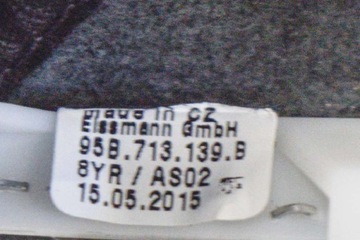 Made in CZ
Eissmann GmbH
95B.713.139.B
8YR / AS02
15.05.2015